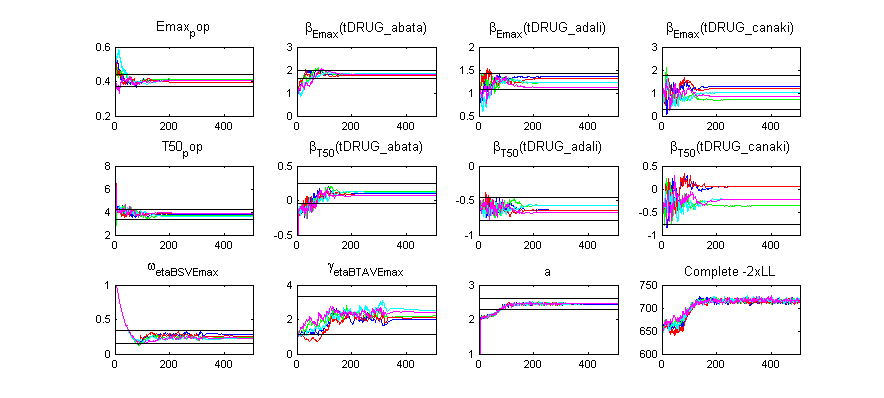 Emax_pop β_Emax(tDRUG_abata) β_Emax(tDRUG_adali) β_Emax(tDRUG_canaki)
0.6 3 2 3
0.4 2 1.5 2
0.2 1 1 1
0 0.5 0
0 200 400 0 200 400 0 200 400 0 200 400
T50_pop β_T50(tDRUG_abata) β_T50(tDRUG_adali) β_T50(tDRUG_canaki)
8 0.5 0 0.5
6 0 -0.5 0
4 -0.5 -1 -0.5
2 -1
0 200 400 0 200 400 0 200 400 0 200 400
ω_etaBSVEmax γ_etaBTAVEmax a Complete -2xLL
1 4 3 750
0.5 2 2 700
0 0 1 650
600
0 200 400 0 200 400 0 200 400 0 200 400